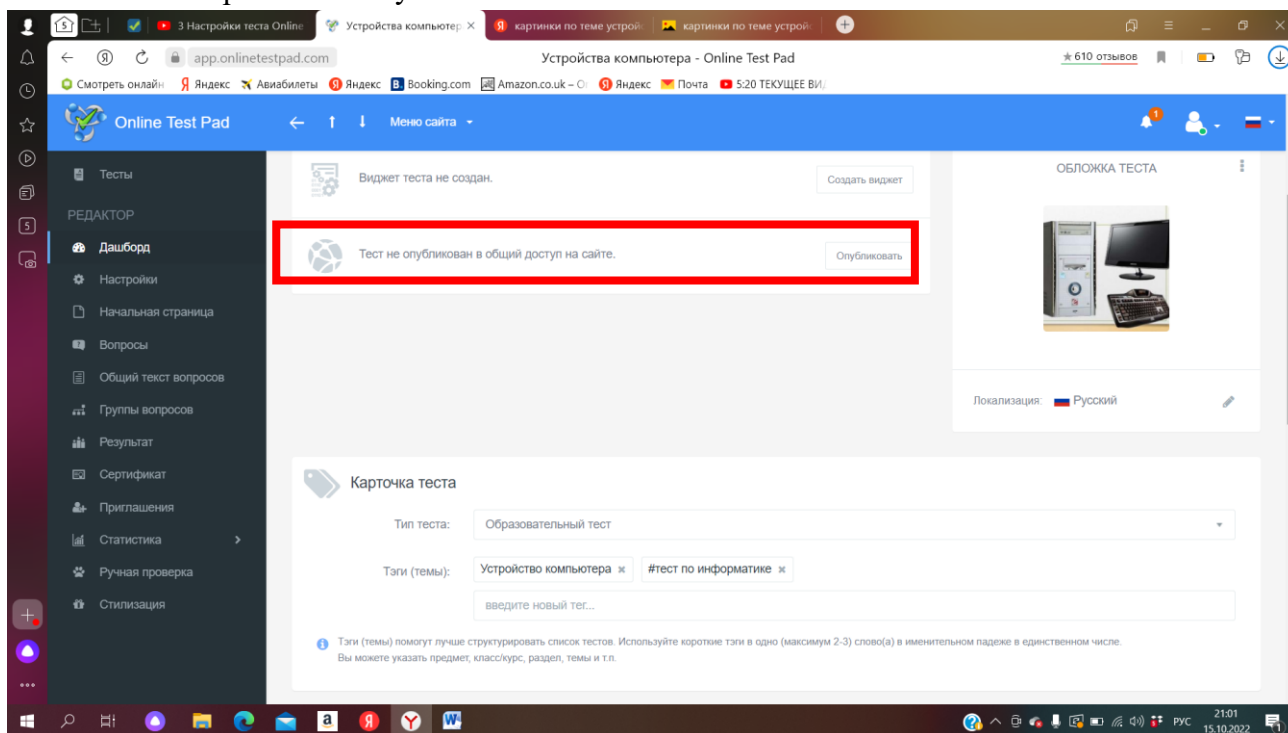 3 Настройки теста Online
Устройства компьютер
картинки по теме устрой
картинки по теме устрой
app.onlinetestpad.com
Устройства компьютера - Online Test Pad
★ 610 отзывов
Смотреть онлайн
Яндекс
Авиабилеты
Яндекс
Booking.com
Amazon.co.uk – O
Яндекс
Почта
5:20 ТЕКУЩЕЕ ВИ
Online Test Pad
Меню сайта
1
Тесты
РЕДАКТОР
Дашборд
Настройки
Начальная страница
Вопросы
Общий текст вопросов
Группы вопросов
Результат
Сертификат
Приглашения
Статистика
Ручная проверка
Стилизация
Виджет теста не создан.
Создать виджет
Тест не опубликован в общий доступ на сайте.
Опубликовать
ОБЛОЖКА ТЕСТА
Локализация: Русский
Карточка теста
Тип теста: Образовательный тест
Тэги (темы): Устройство компьютера × #тест по информатике ×
введите новый тег...
Тэги (темы) помогут лучше структурировать список тестов. Используйте короткие тэги в одно (максимум 2-3) слово(а) в именительном падеже в единственном числе.
Вы можете указать предмет, класс/курс, раздел, темы и т.п.
РУС
21:01
15.10.2022